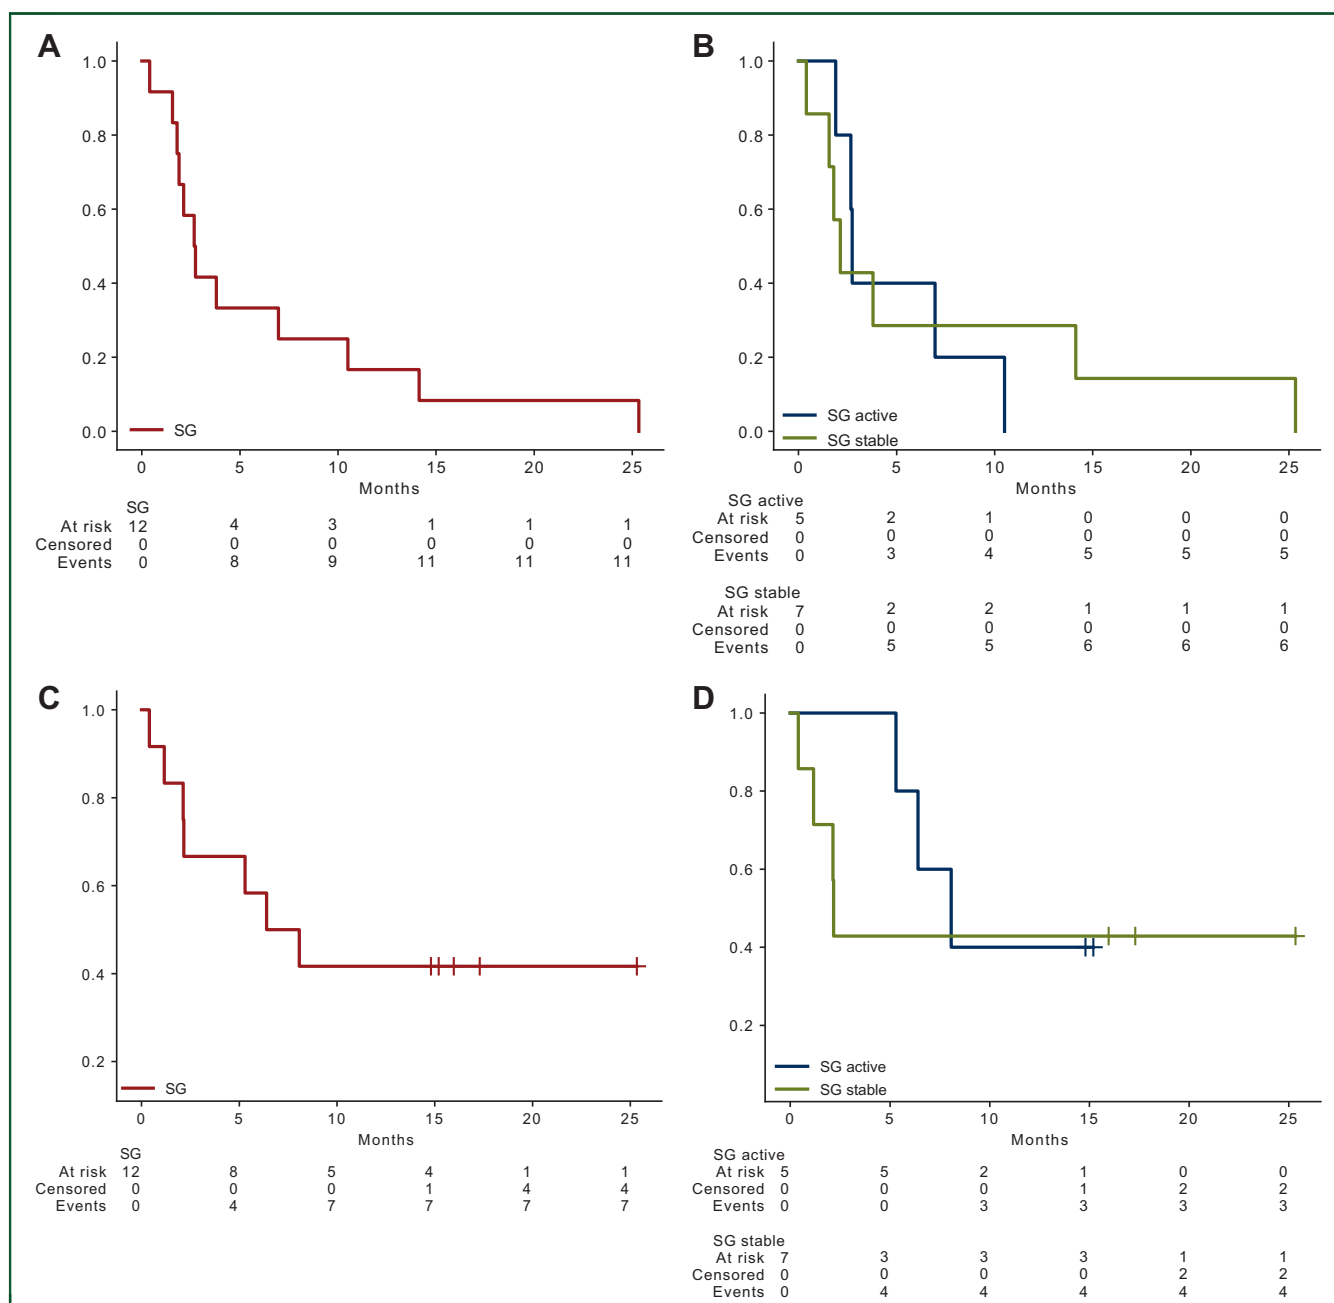 A
1.0
0.8
0.6
0.4
0.2
0.0
SG
0 5 10 15 20 25
Months
SG
At risk 12 4 3 1 1 1
Censored 0 0 0 0 0 0
Events 0 8 9 11 11 11
B
1.0
0.8
0.6
0.4
0.2
0.0
SG active
SG stable
0 5 10 15 20 25
Months
SG active
At risk 5 2 1 0 0 0
Censored 0 0 0 0 0 0
Events 0 3 4 5 5 5
SG stable
At risk 7 2 2 1 1 1
Censored 0 0 0 0 0 0
Events 0 5 5 6 6 6
C
1.0
0.8
0.6
0.4
0.2
SG
0 5 10 15 20 25
Months
SG
At risk 12 8 5 4 1 1
Censored 0 0 0 1 4 4
Events 0 4 7 7 7 7
D
1.0
0.8
0.6
0.4
0.2
SG active
SG stable
0 5 10 15 20 25
Months
SG active
At risk 5 5 2 1 0 0
Censored 0 0 0 1 2 2
Events 0 0 3 3 3 3
SG stable
At risk 7 3 3 3 1 1
Censored 0 0 0 0 2 2
Events 0 4 4 4 4 4